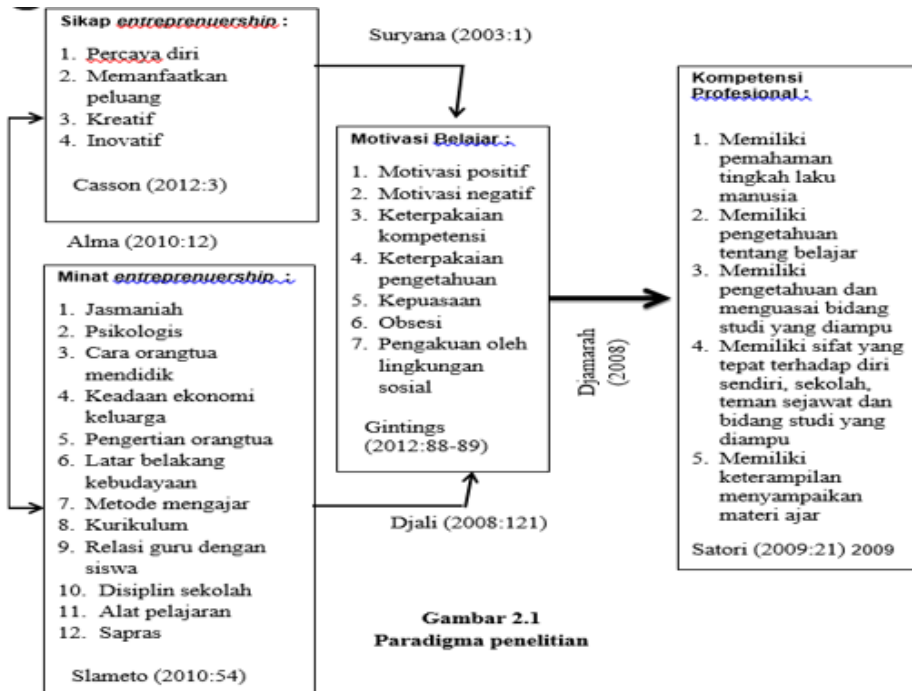 Sikap entreprenuership :
1. Percaya diri
2. Memanfaatkan
peluang
3. Kreatif
4. Inovatif
Casson (2012:3)
Suryana (2003:1)
Alma (2010:12)
Minat entreprenuership :
1. Jasmaniah
2. Psikologis
3. Cara orangtua
mendidik
4. Keadaan ekonomi
keluarga
5. Pengertian orangtua
6. Latar belakang
kebudayaan
7. Metode mengajar
8. Kurikulum
9. Relasi guru dengan
siswa
10. Disiplin sekolah
11. Alat pelajaran
12. Sapras
Slameto (2010:54)
Motivasi Belajar :
1. Motivasi positif
2. Motivasi negatif
3. Keterpakaian
kompetensi
4. Keterpakaian
pengetahuan
5. Kepuasaan
6. Obsesi
7. Pengakuan oleh
lingkungan
sosial
Gintings
(2012:88-89)
Djali (2008:121)
Djamarah
(2008)
Kompetensi
Profesional :
1. Memiliki
pemahaman
tingkah laku
manusia
2. Memiliki
pengetahuan
tentang belajar
3. Memiliki
pengetahuan dan
menguasai bidang
studi yang diampu
4. Memiliki sifat yang
tepat terhadap diri
sendiri, sekolah,
teman sejawat dan
bidang studi yang
diampu
5. Memiliki
keterampilan
menyampaikan
materi ajar
Satori (2009:21) 2009
Gambar 2.1
Paradigma penelitian